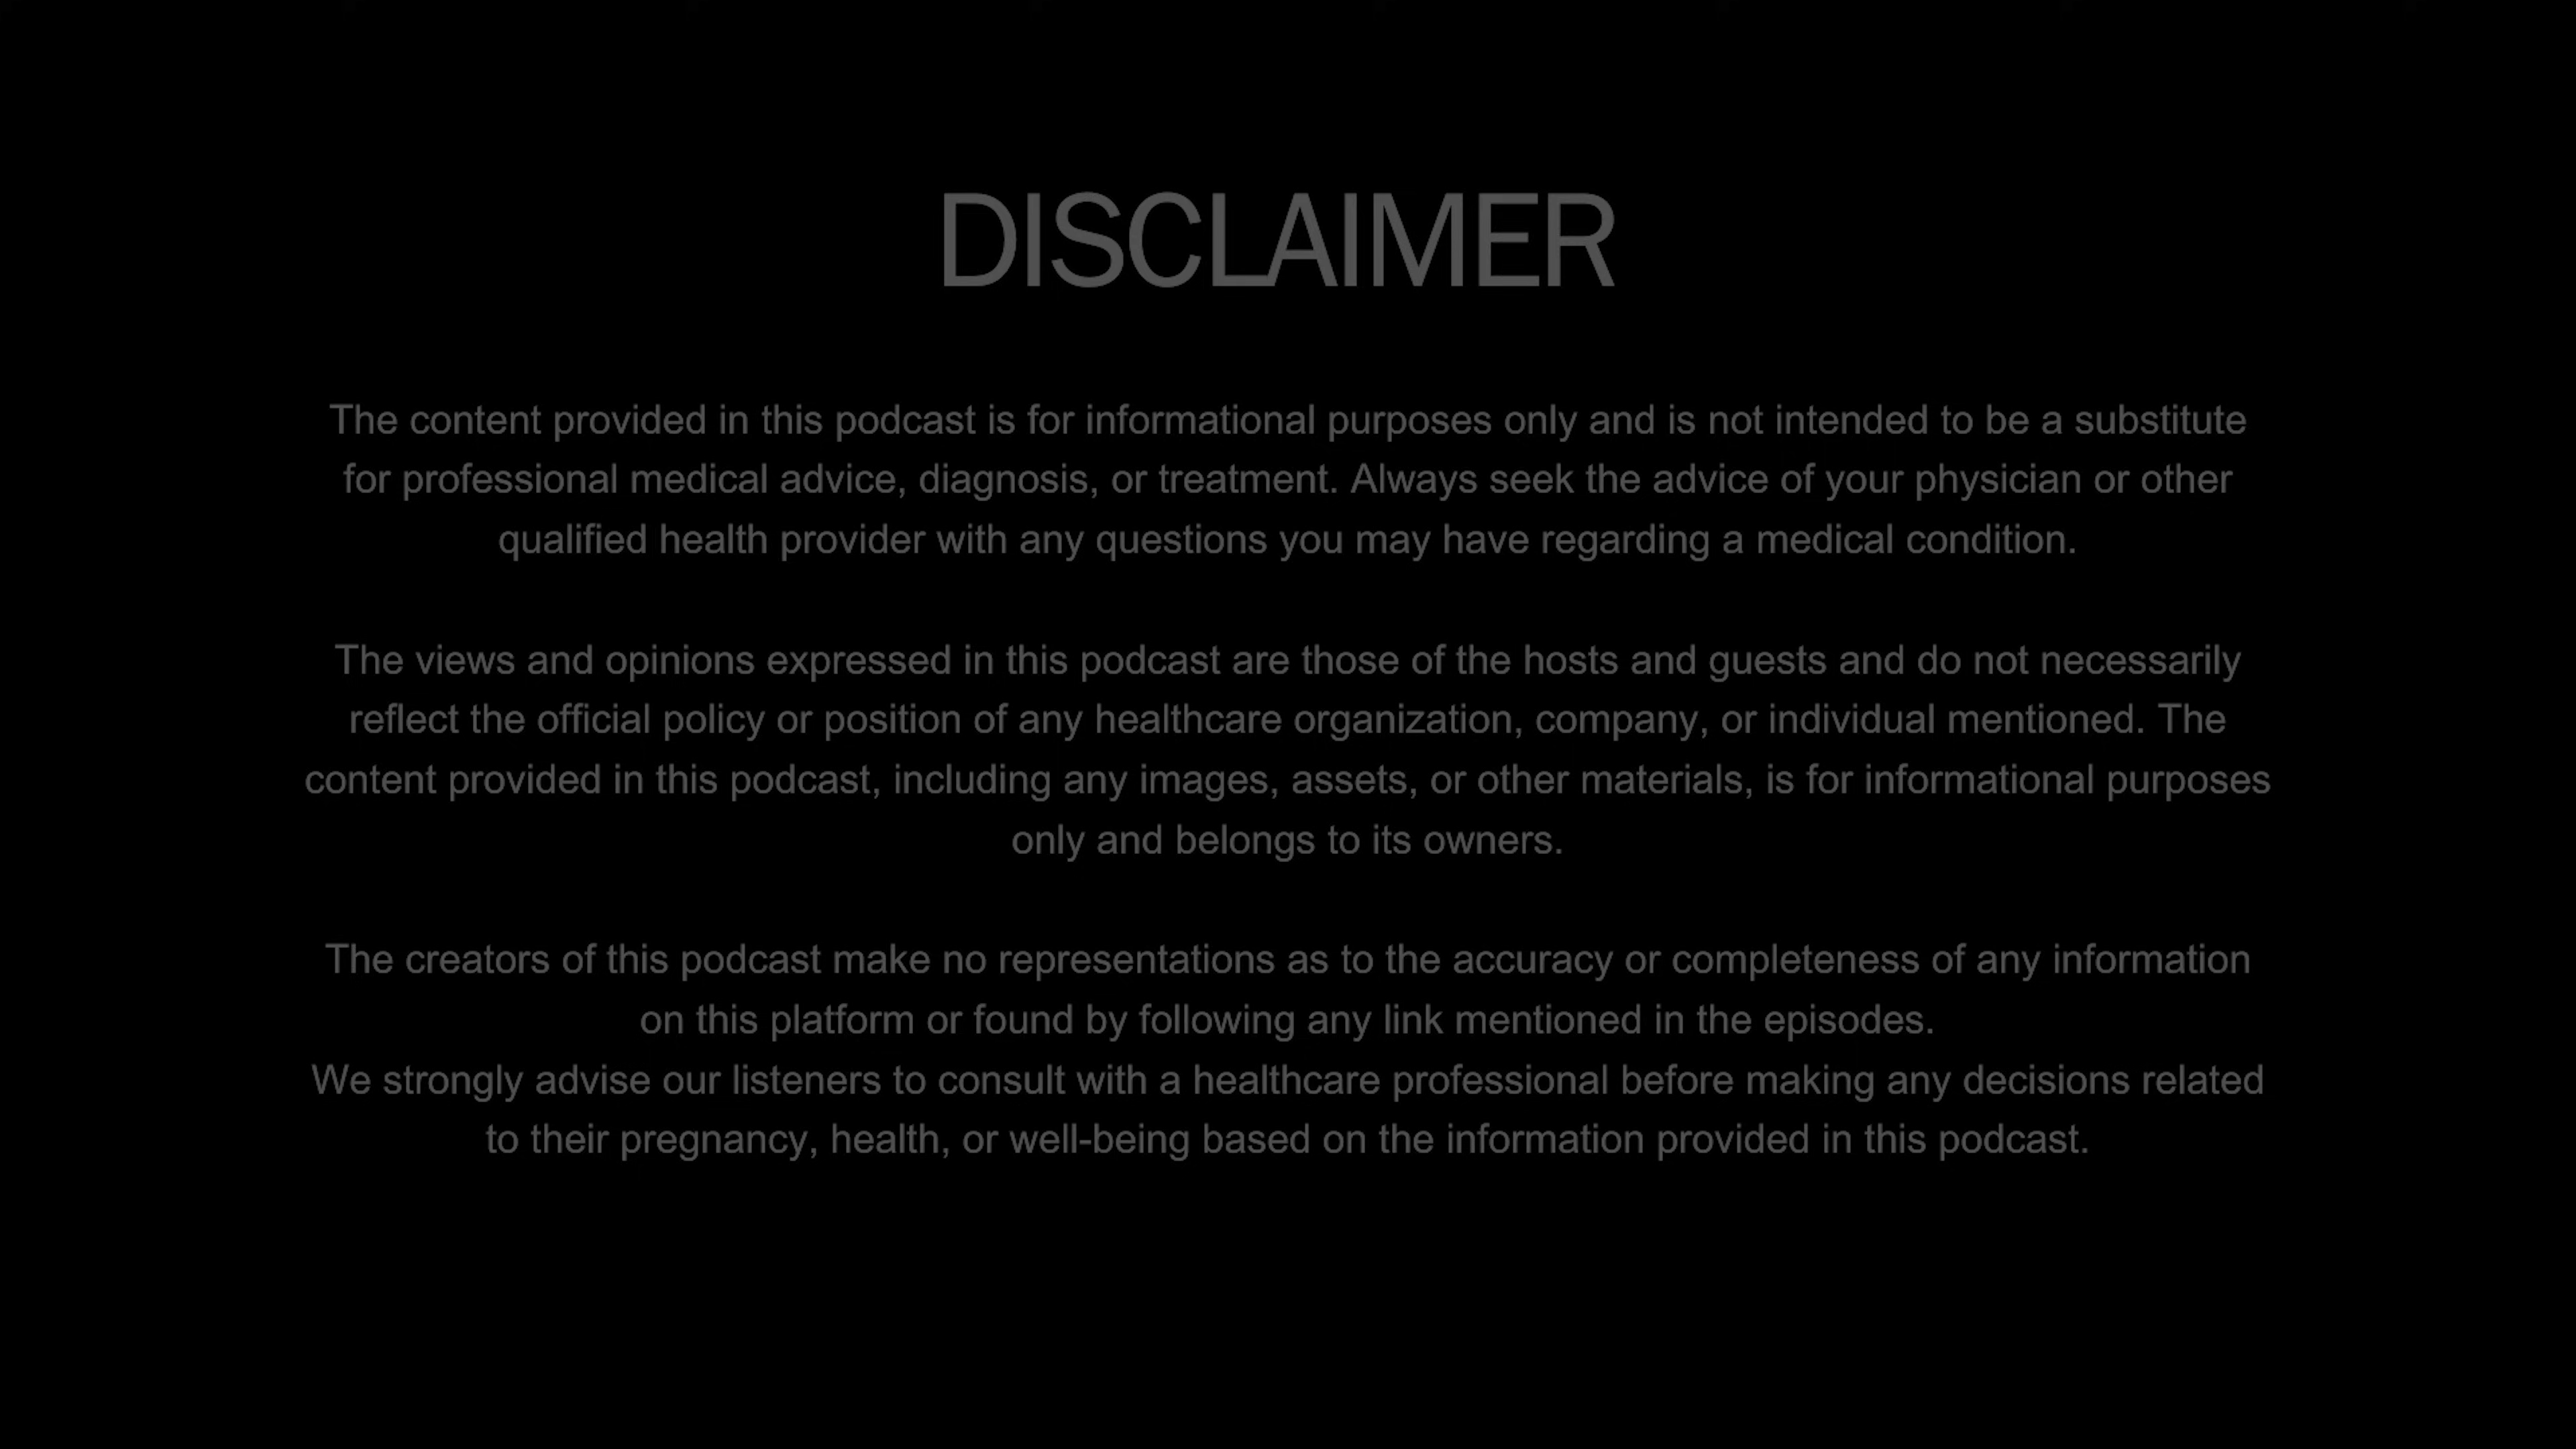 DISCLAIMER
The content provided in this podcast is for informational purposes only and is not intended to be a substitute
for professional medical advice, diagnosis, or treatment. Always seek the advice of your physician or other
qualified health provider with any questions you may have regarding a medical condition.
The views and opinions expressed in this podcast are those of the hosts and guests and do not necessarily
reflect the official policy or position of any healthcare organization, company, or individual mentioned. The
content provided in this podcast, including any images, assets, or other materials, is for informational purposes
only and belongs to its owners.
The creators of this podcast make no representations as to the accuracy or completeness of any information
on this platform or found by following any link mentioned in the episodes.
We strongly advise our listeners to consult with a healthcare professional before making any decisions related
to their pregnancy, health, or well-being based on the information provided in this podcast.